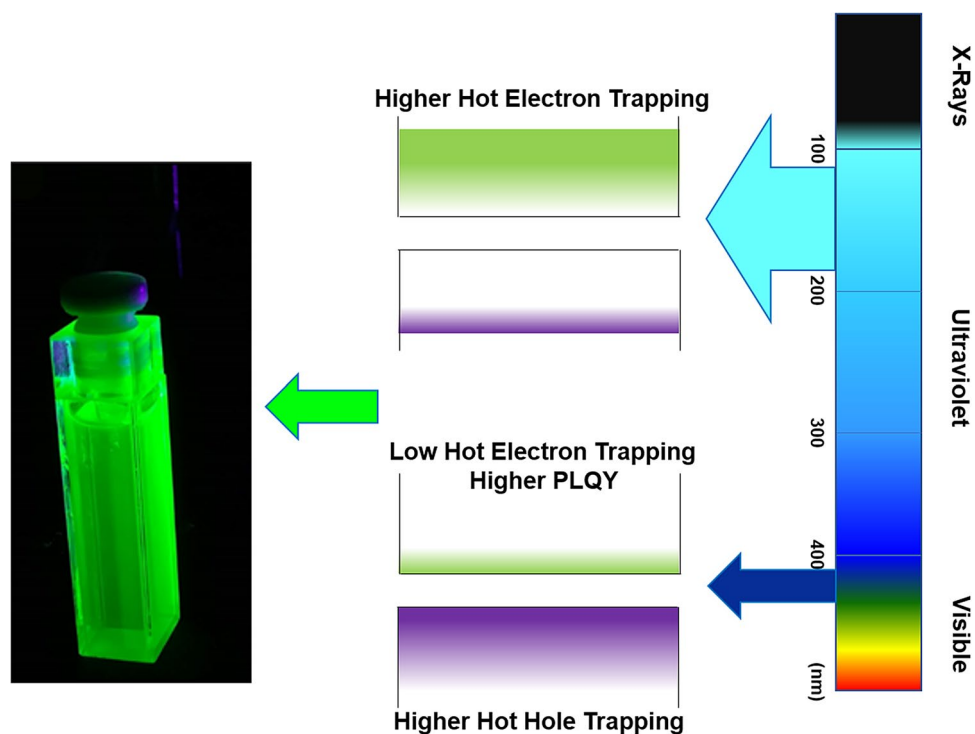 Higher Hot Electron Trapping
Low Hot Electron Trapping
Higher PLQY
Higher Hot Hole Trapping
X-Rays
Ultraviolet
Visible
100
200
300
400
(nm)